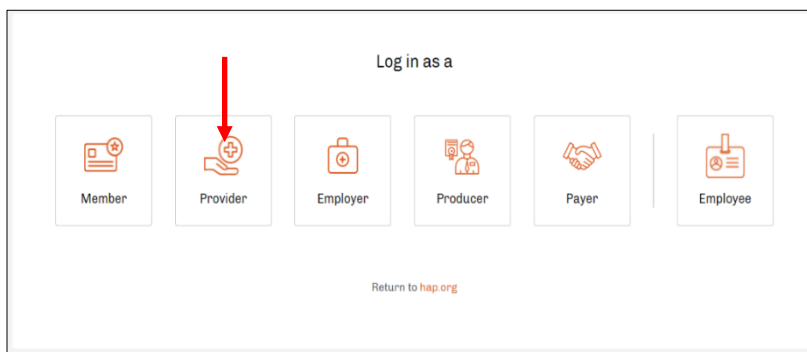 Log in as a
Member Provider Employer Producer Payer Employee
Return to hap.org